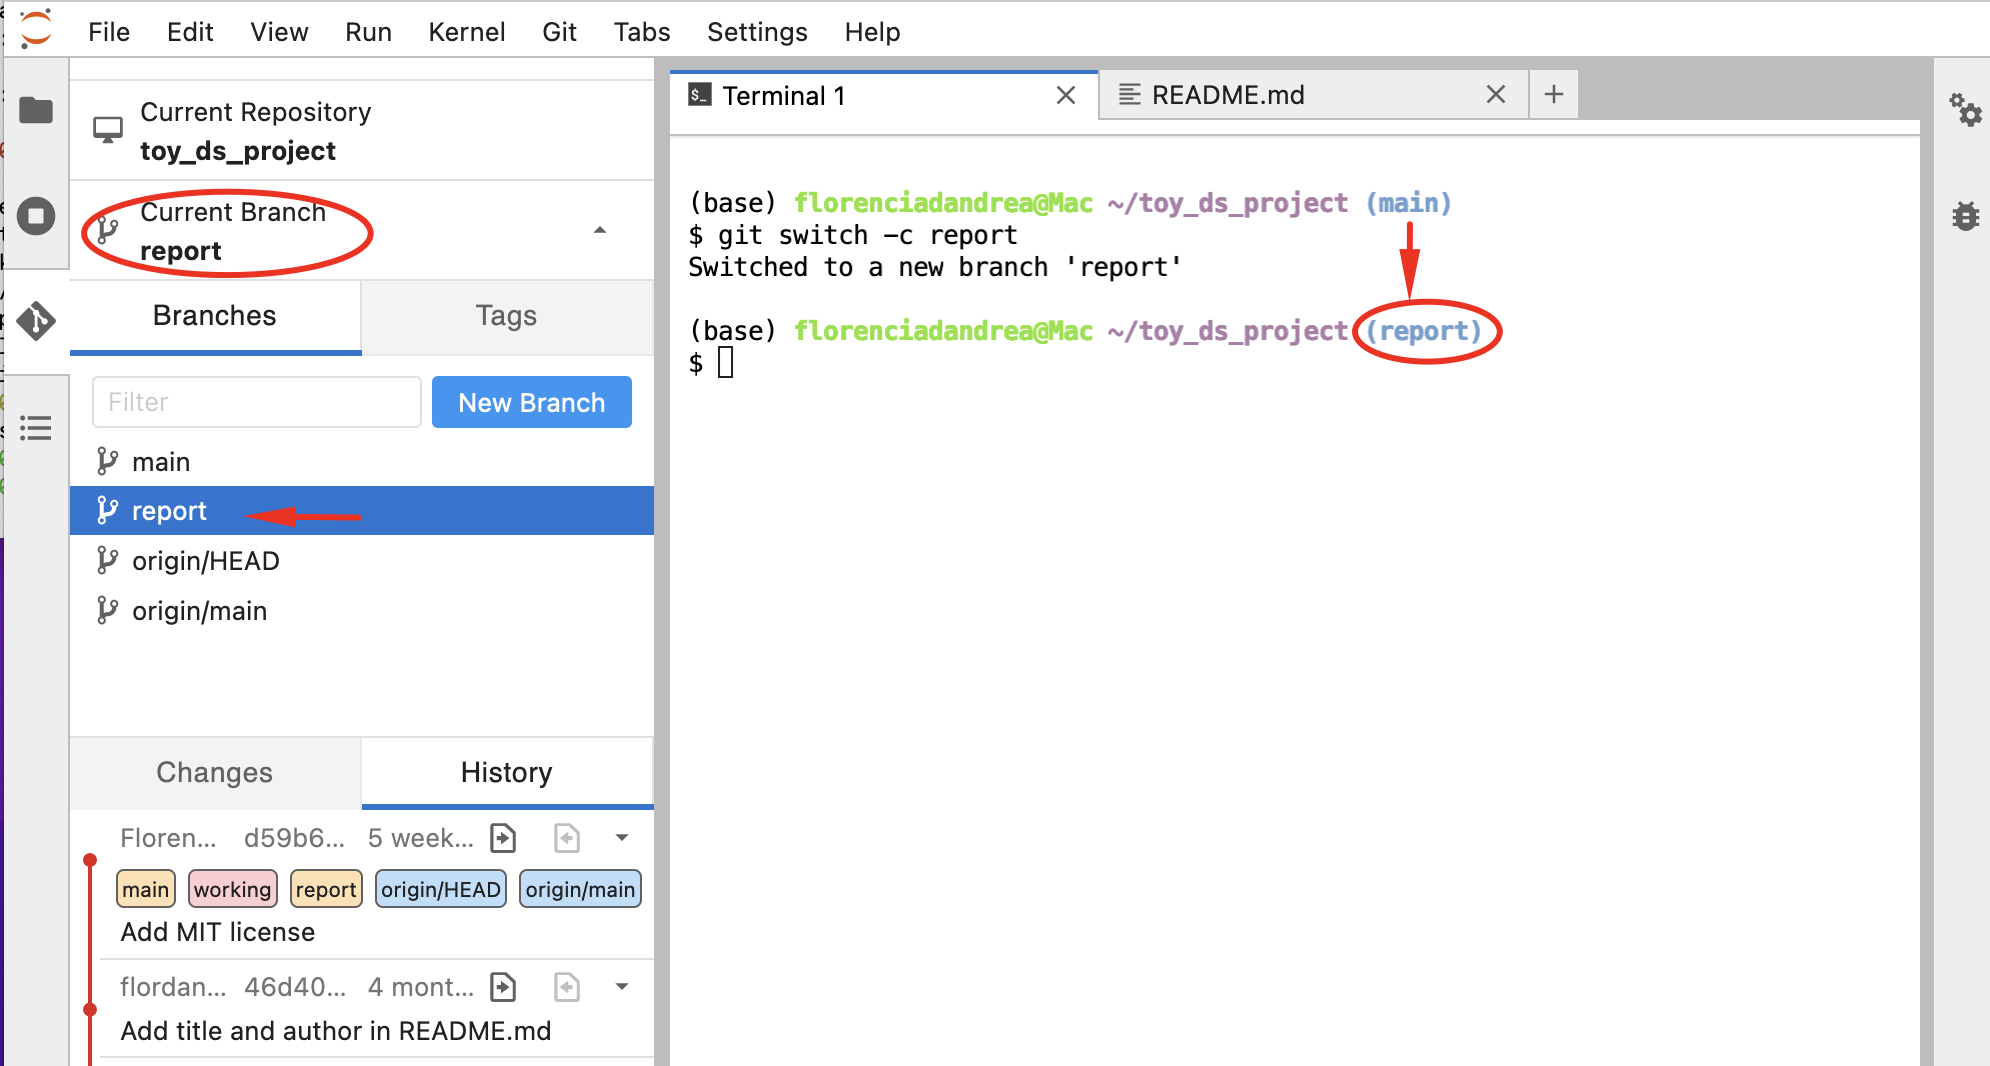 File Edit View Run Kernel Git Tabs Settings Help
Current Repository
toy_ds_project
Current Branch
report
Branches Tags
Filter New Branch
main
report
origin/HEAD
origin/main
Changes History
Floren... d59b6... 5 week...
main working report origin/HEAD origin/main
Add MIT license
flordan... 46d40... 4 mont...
Add title and author in README.md
$_ Terminal 1 README.md
(base) florenciadandrea@Mac ~/toy_ds_project (main)
$ git switch -c report
Switched to a new branch 'report'
(base) florenciadandrea@Mac ~/toy_ds_project (report)
$